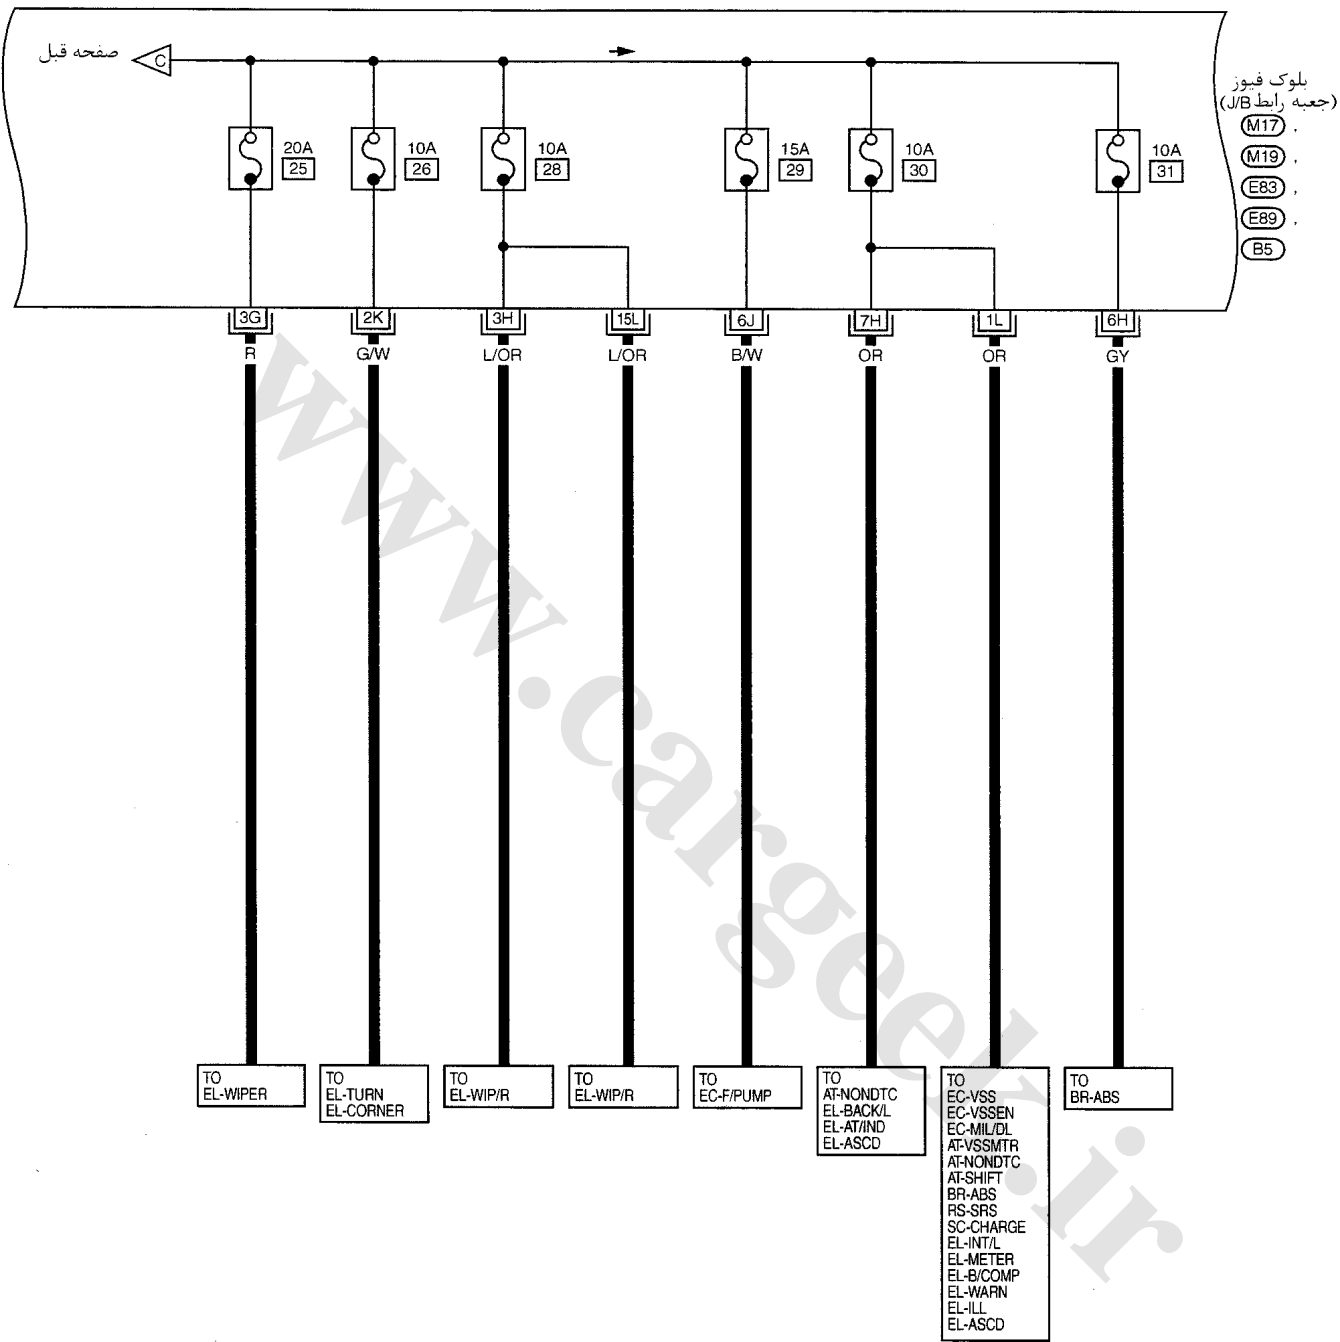 صفحه قبل
C
بلوک فیوز
(جعبه رابط J/B)
M17 ,
M19 ,
E83 ,
E89 ,
B5
20A
25
10A
26
10A
28
15A
29
10A
30
10A
31
3G
2K
3H
15L
6J
7H
1L
6H
R
G/W
L/OR
L/OR
B/W
OR
OR
GY
TO
EL-WIPER
TO
EL-TURN
EL-CORNER
TO
EL-WIP/R
TO
EL-WIP/R
TO
EC-F/PUMP
TO
AT-NONDTC
EL-BACK/L
EL-AT/IND
EL-ASCD
TO
EC-VSS
EC-VSSEN
EC-MIL/DL
AT-VSSMTR
AT-NONDTC
AT-SHIFT
BR-ABS
RS-SRS
SC-CHARGE
EL-INT/L
EL-METER
EL-B/COMP
EL-WARN
EL-ILL
EL-ASCD
TO
BR-ABS
www.cargeek.ir